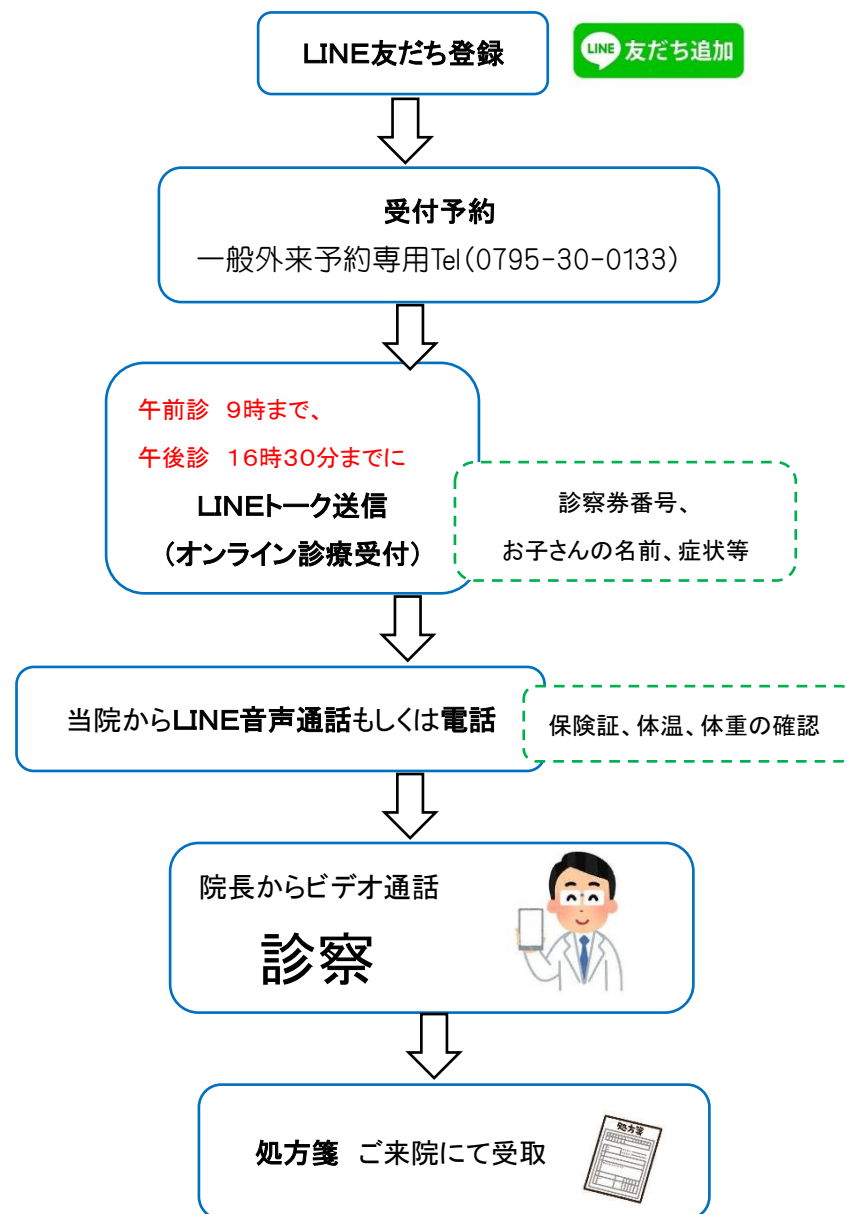 LINE友だち登録
LINE 友だち追加
受付予約
一般外来予約専用Tel(0795-30-0133)
午前診 9時まで、
午後診 16時30分までに
LINEトーク送信
(オンライン診療受付)
診察券番号、
お子さんの名前、症状等
当院からLINE音声通話もしくは電話
保険証、体温、体重の確認
院長からビデオ通話
診察
処方箋 ご来院にて受取
処方箋